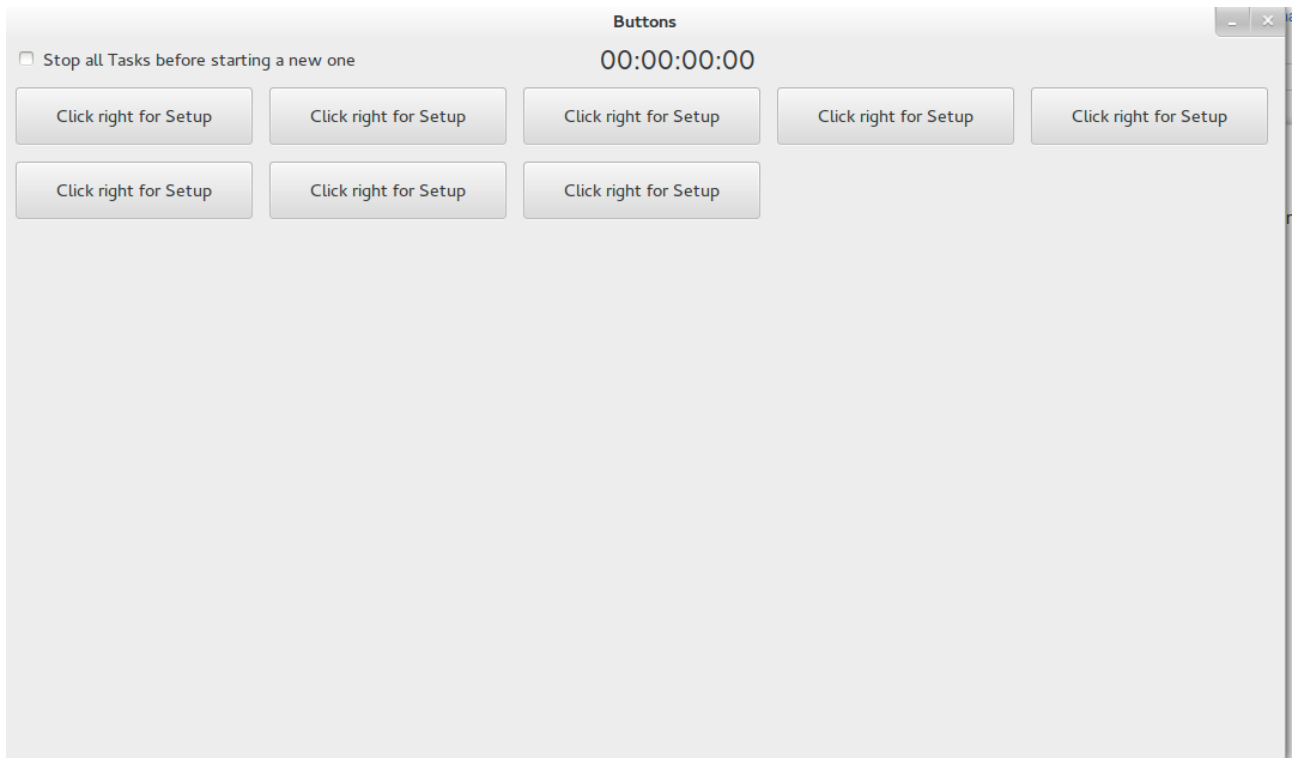 Buttons
Stop all Tasks before starting a new one 00:00:00:00
Click right for Setup Click right for Setup Click right for Setup Click right for Setup Click right for Setup
Click right for Setup Click right for Setup Click right for Setup